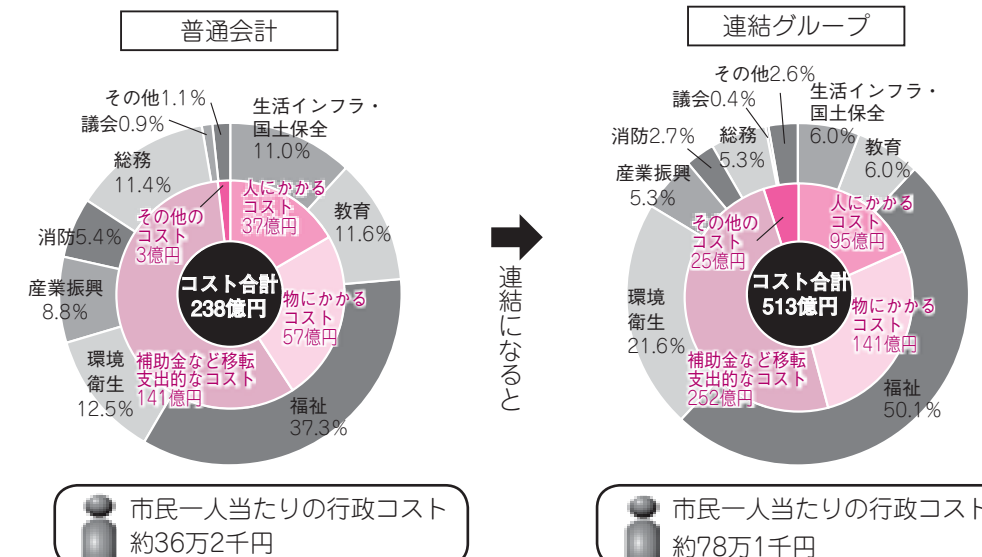 普通会計
その他1.1%
議会0.9%
総務
11.4%
消防5.4%
産業振興
8.8%
環境
衛生
12.5%
生活インフラ・
国土保全
11.0%
教育
11.6%
福祉
37.3%
人にかかる
コスト
37億円
物にかかる
コスト
57億円
補助金など移転
支出的なコスト
141億円
その他の
コスト
3億円
コスト合計
238億円
市民一人当たりの行政コスト
約36万2千円
連結になると
連結グループ
その他2.6%
議会0.4%
消防2.7%
総務
5.3%
産業振興
5.3%
環境
衛生
21.6%
生活インフラ・
国土保全
6.0%
教育
6.0%
福祉
50.1%
人にかかる
コスト
95億円
物にかかる
コスト
141億円
補助金など移転
支出的なコスト
252億円
その他の
コスト
25億円
コスト合計
513億円
市民一人当たりの行政コスト
約78万1千円